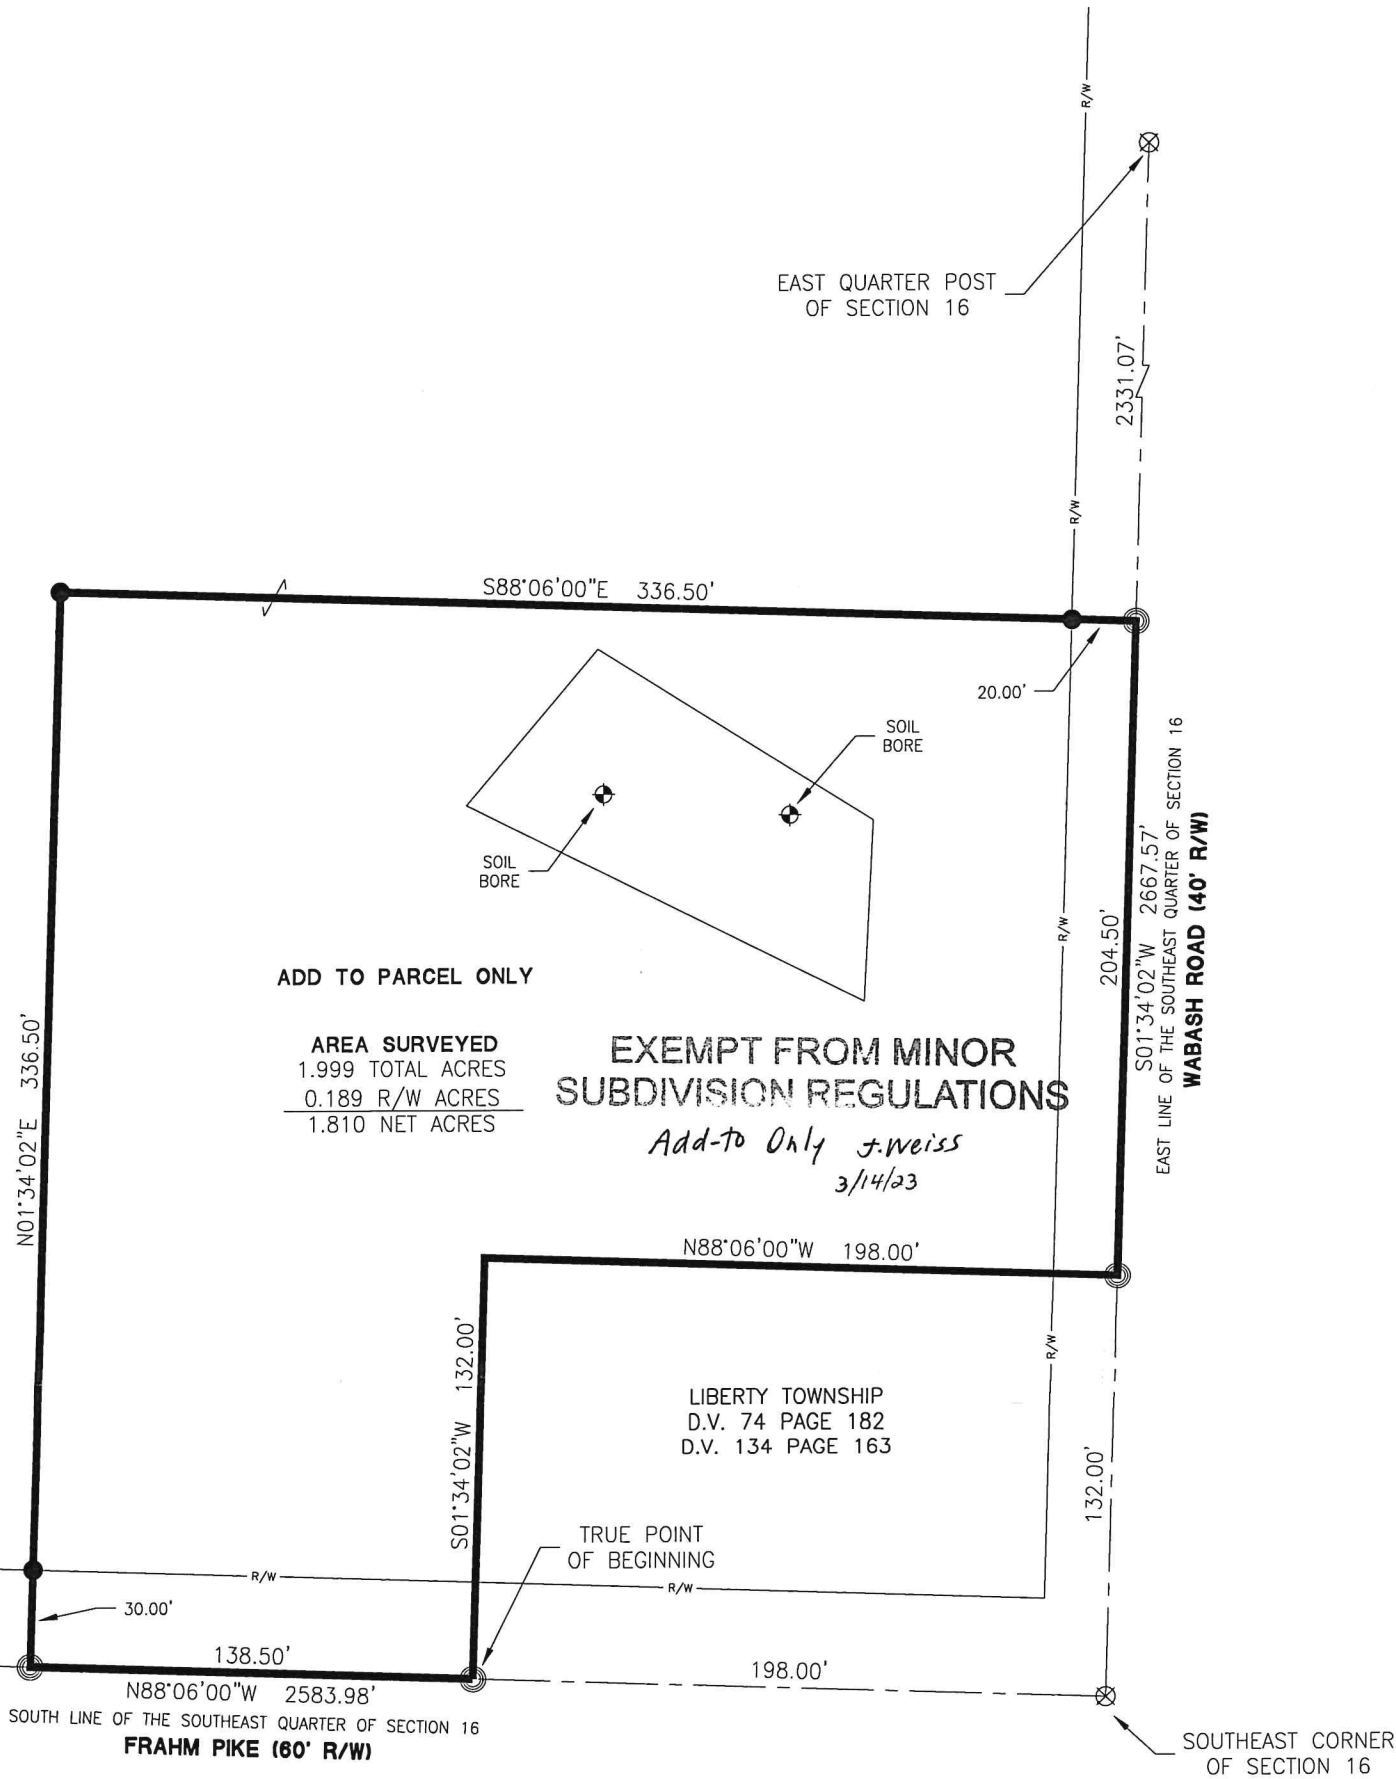 R/W
EAST QUARTER POST
OF SECTION 16
2331.07'
R/W
S88°06'00"E 336.50'
20.00'
SOIL
BORE
SOIL
BORE
R/W
204.50'
S01°34'02"W 2667.57'
EAST LINE OF THE SOUTHEAST QUARTER OF SECTION 16
WABASH ROAD (40' R/W)
ADD TO PARCEL ONLY
N01°34'02"E 336.50'
AREA SURVEYED
1.999 TOTAL ACRES
0.189 R/W ACRES
1.810 NET ACRES
EXEMPT FROM MINOR
SUBDIVISION REGULATIONS
Add-to Only J. Weiss
3/14/23
N88°06'00"W 198.00'
R/W
S01°34'02"W 132.00'
LIBERTY TOWNSHIP
D.V. 74 PAGE 182
D.V. 134 PAGE 163
132.00'
TRUE POINT
OF BEGINNING
R/W
R/W
30.00'
138.50'
198.00'
N88°06'00"W 2583.98'
SOUTH LINE OF THE SOUTHEAST QUARTER OF SECTION 16
FRAHM PIKE (60' R/W)
SOUTHEAST CORNER
OF SECTION 16